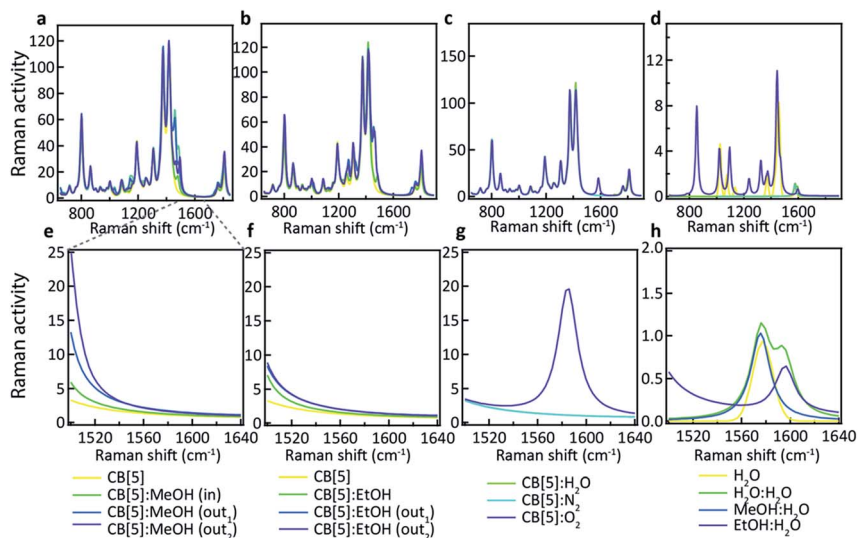 a
b
c
d
Raman activity
120
100
80
60
40
20
0
800 1200 1600
Raman shift (cm⁻¹)
120
100
80
60
40
20
0
800 1200 1600
Raman shift (cm⁻¹)
150
100
50
0
800 1200 1600
Raman shift (cm⁻¹)
12
8
4
0
800 1200 1600
Raman shift (cm⁻¹)
e
f
g
h
Raman activity
25
20
15
10
5
0
1520 1560 1600 1640
Raman shift (cm⁻¹)
25
20
15
10
5
0
1520 1560 1600 1640
Raman shift (cm⁻¹)
25
20
15
10
5
0
1520 1560 1600 1640
Raman shift (cm⁻¹)
2.0
1.5
1.0
0.5
0.0
1520 1560 1600 1640
Raman shift (cm⁻¹)
CB[5]
CB[5]:MeOH (in)
CB[5]:MeOH (out₁)
CB[5]:MeOH (out₂)
CB[5]
CB[5]:EtOH
CB[5]:EtOH (out₁)
CB[5]:EtOH (out₂)
CB[5]:H₂O
CB[5]:N₂
CB[5]:O₂
H₂O
H₂O:H₂O
MeOH:H₂O
EtOH:H₂O